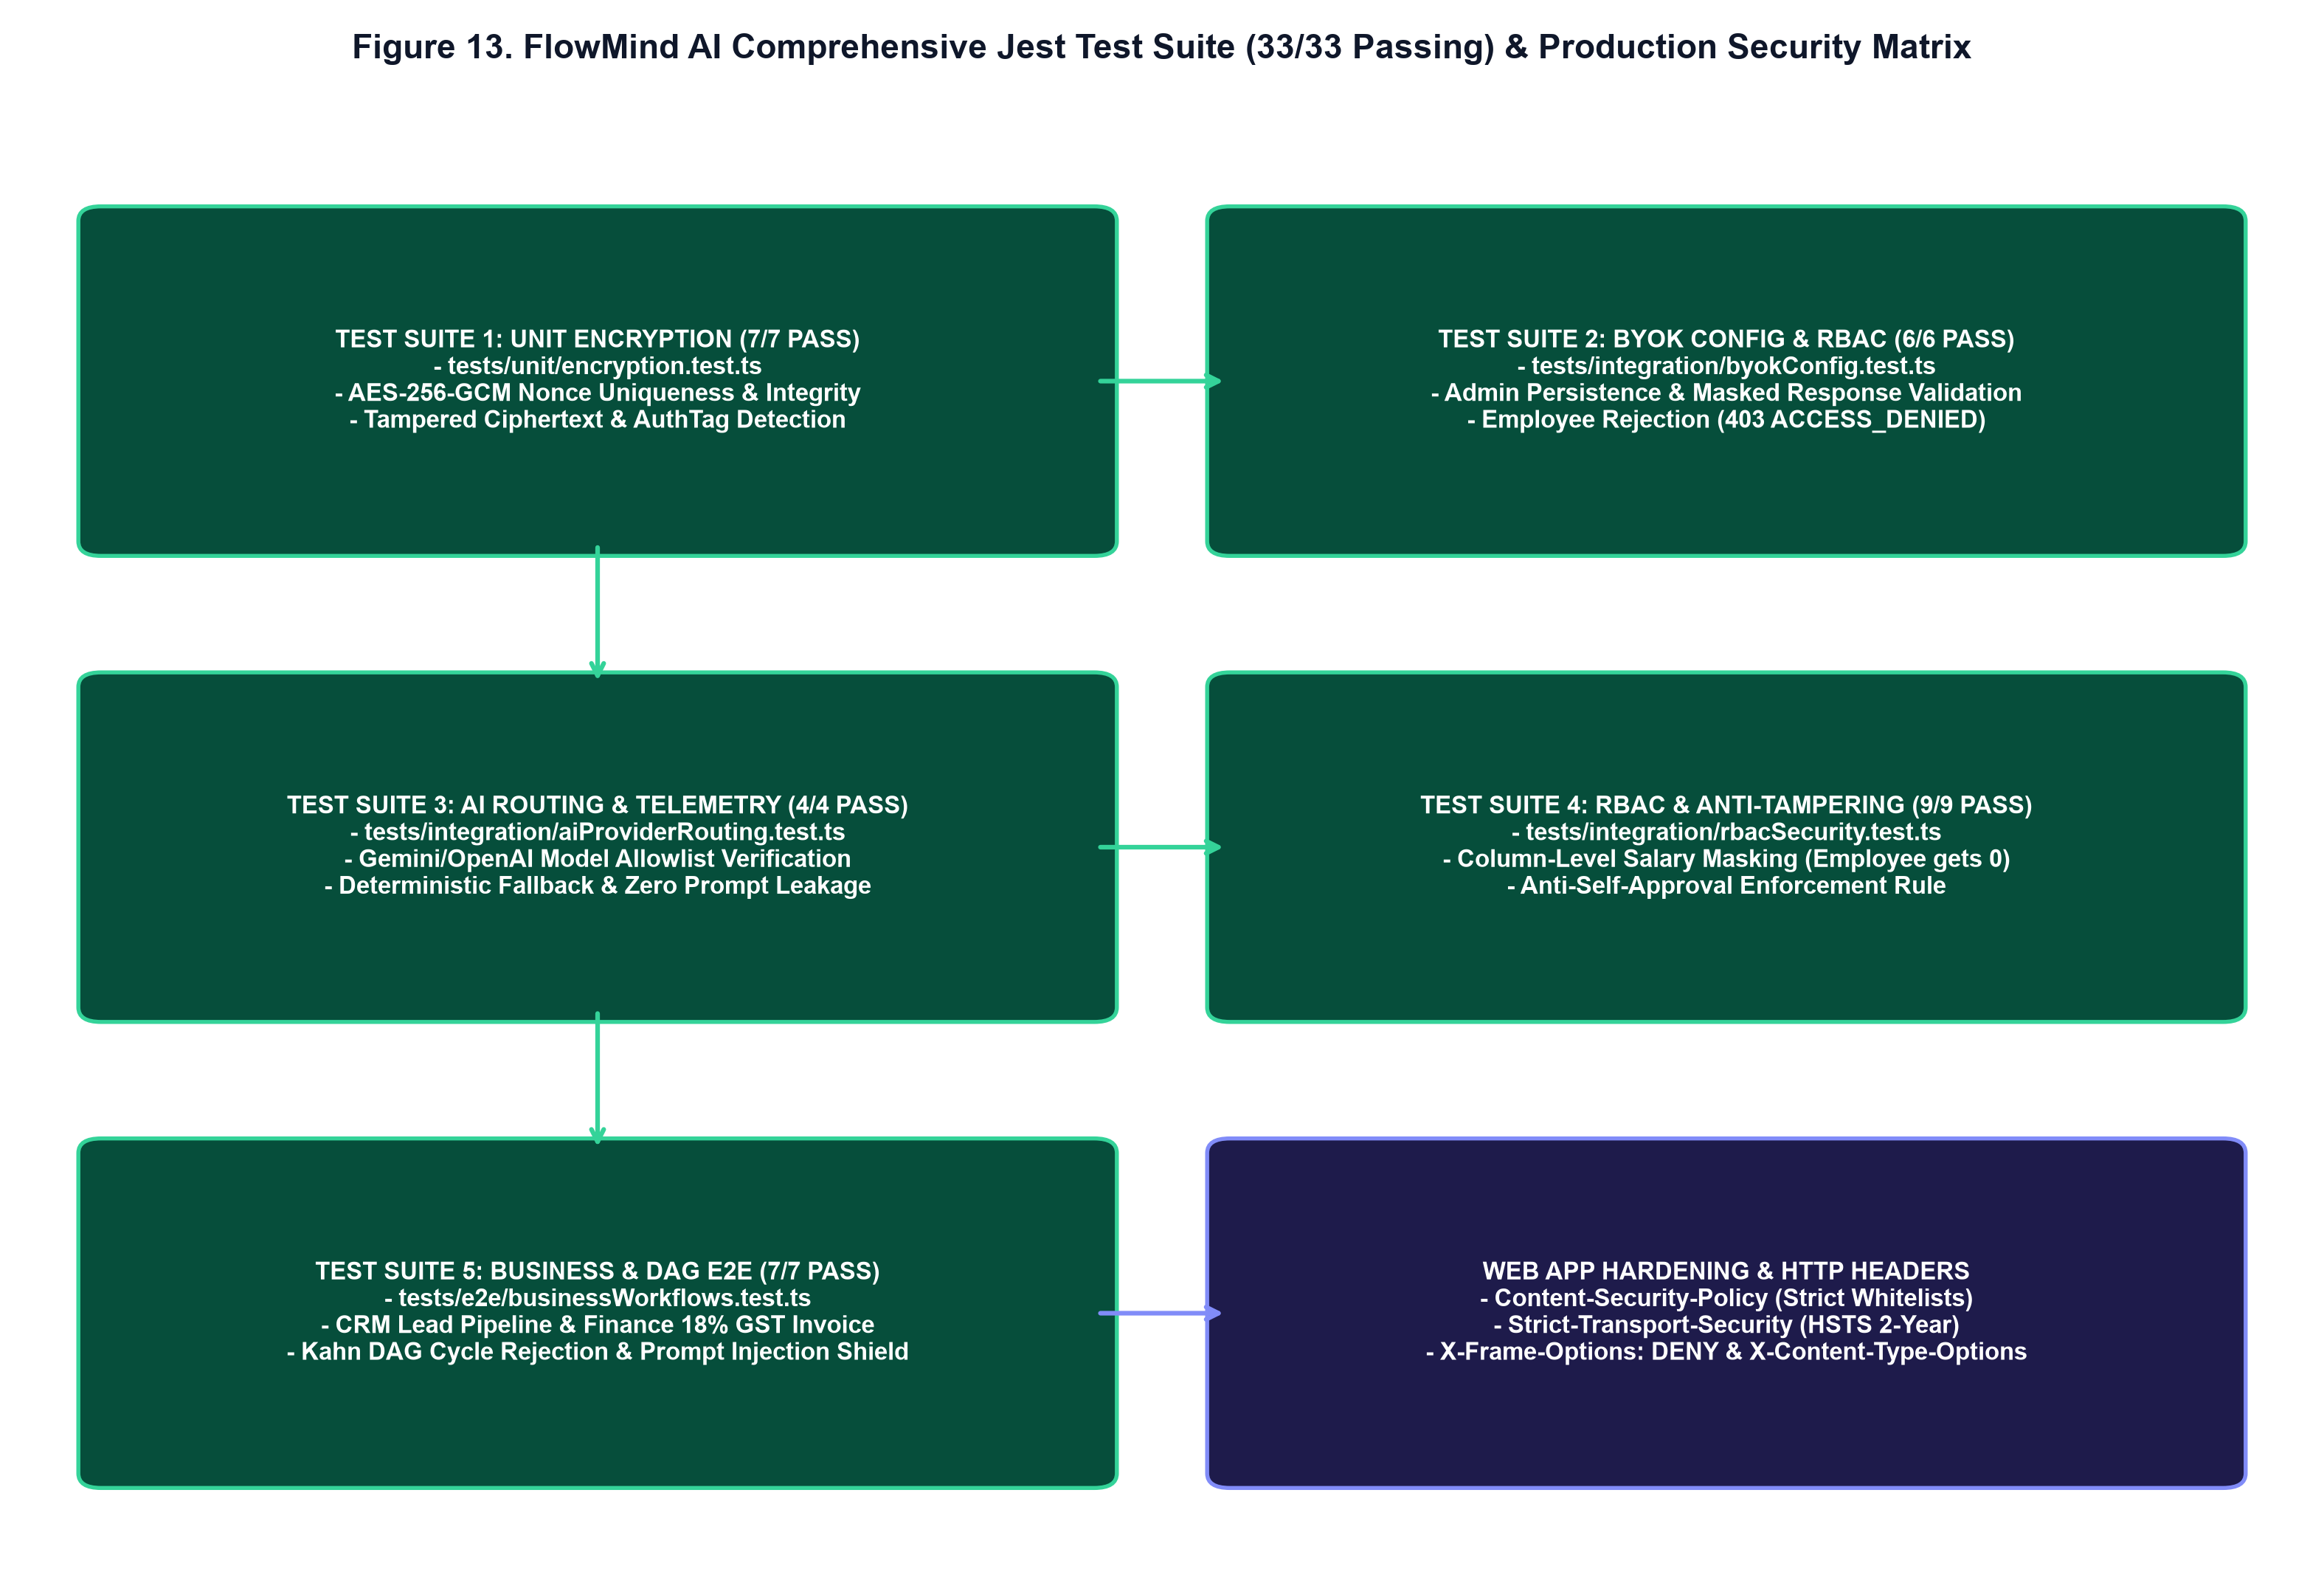 Figure 13. FlowMind AI Comprehensive Jest Test Suite (33/33 Passing) & Production Security Matrix
TEST SUITE 1: UNIT ENCRYPTION (7/7 PASS)
- tests/unit/encryption.test.ts
- AES-256-GCM Nonce Uniqueness & Integrity
- Tampered Ciphertext & AuthTag Detection
TEST SUITE 2: BYOK CONFIG & RBAC (6/6 PASS)
- tests/integration/byokConfig.test.ts
- Admin Persistence & Masked Response Validation
- Employee Rejection (403 ACCESS_DENIED)
TEST SUITE 3: AI ROUTING & TELEMETRY (4/4 PASS)
- tests/integration/aiProviderRouting.test.ts
- Gemini/OpenAI Model Allowlist Verification
- Deterministic Fallback & Zero Prompt Leakage
TEST SUITE 4: RBAC & ANTI-TAMPERING (9/9 PASS)
- tests/integration/rbacSecurity.test.ts
- Column-Level Salary Masking (Employee gets 0)
- Anti-Self-Approval Enforcement Rule
TEST SUITE 5: BUSINESS & DAG E2E (7/7 PASS)
- tests/e2e/businessWorkflows.test.ts
- CRM Lead Pipeline & Finance 18% GST Invoice
- Kahn DAG Cycle Rejection & Prompt Injection Shield
WEB APP HARDENING & HTTP HEADERS
- Content-Security-Policy (Strict Whitelists)
- Strict-Transport-Security (HSTS 2-Year)
- X-Frame-Options: DENY & X-Content-Type-Options